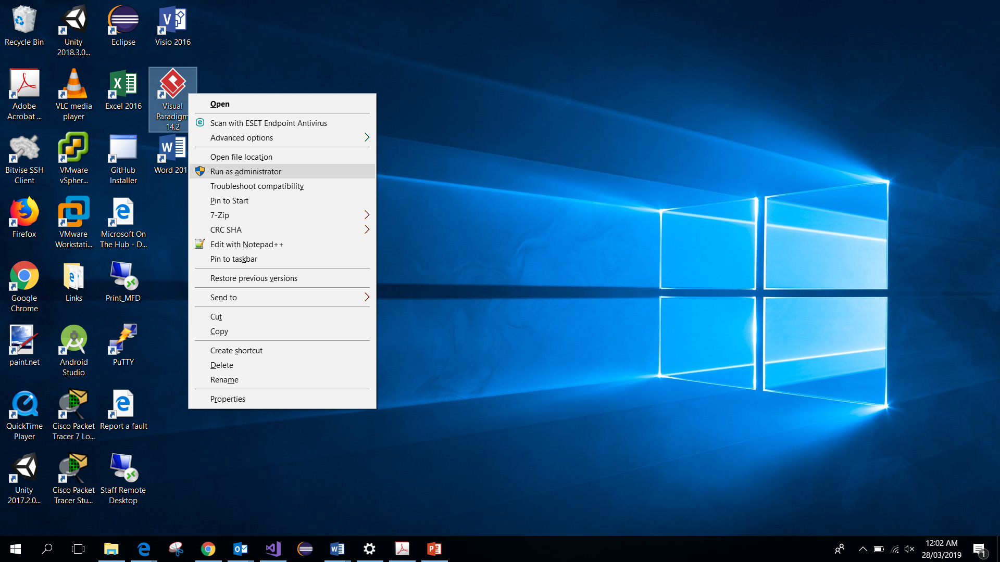 Recycle Bin
Unity
2018.3.0...
Eclipse
Visio 2016
Adobe
Acrobat ...
VLC media
player
Excel 2016
Visual
Paradigm
14.2
Bitvise SSH
Client
VMware
vSpher...
GitHub
Installer
Word 201
Firefox
VMware
Workstati...
Microsoft On
The Hub - D...
Google
Chrome
Links
Print_MFD
paint.net
Android
Studio
PuTTY
QuickTime
Player
Cisco Packet
Tracer 7 Lo...
Report a fault
Unity
2017.2.0...
Cisco Packet
Tracer Stu...
Staff Remote
Desktop
Open
Scan with ESET Endpoint Antivirus
Advanced options
Open file location
Run as administrator
Troubleshoot compatibility
Pin to Start
7-Zip
CRC SHA
Edit with Notepad++
Pin to taskbar
Restore previous versions
Send to
Cut
Copy
Create shortcut
Delete
Rename
Properties
12:02 AM
28/03/2019
1